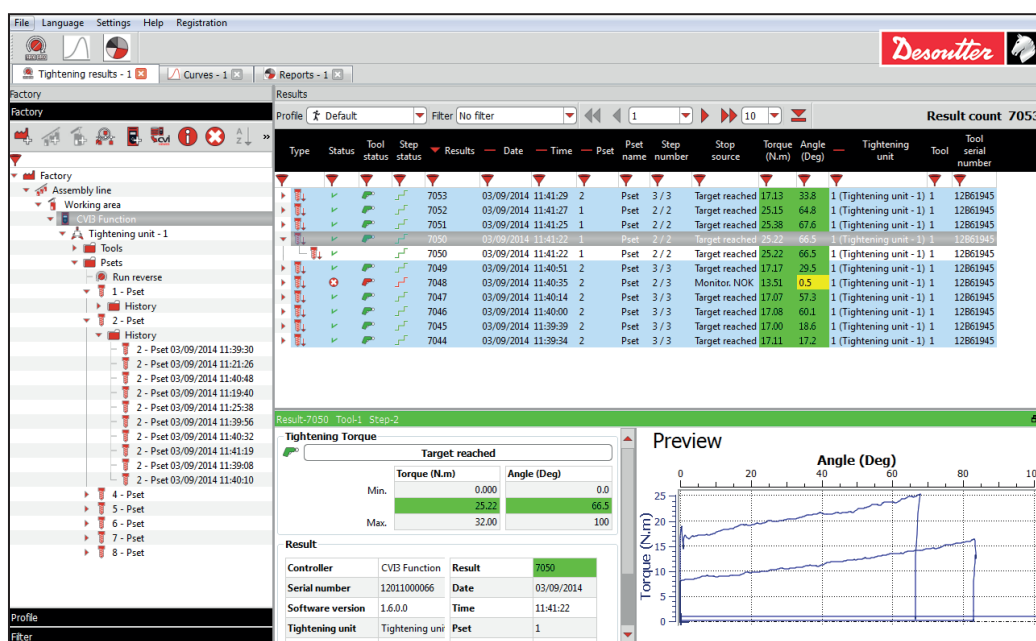 File Language Settings Help Registration
Desoutter
Tightening results - 1 Curves - 1 Reports - 1
Factory
Factory
Factory
Assembly line
Working area
CVI3 Function
Tightening unit - 1
Tools
Psets
Run reverse
1 - Pset
History
2 - Pset
History
2 - Pset 03/09/2014 11:39:30
2 - Pset 03/09/2014 11:21:26
2 - Pset 03/09/2014 11:40:48
2 - Pset 03/09/2014 11:19:40
2 - Pset 03/09/2014 11:25:38
2 - Pset 03/09/2014 11:39:56
2 - Pset 03/09/2014 11:40:32
2 - Pset 03/09/2014 11:41:19
2 - Pset 03/09/2014 11:39:08
2 - Pset 03/09/2014 11:40:10
4 - Pset
5 - Pset
6 - Pset
7 - Pset
8 - Pset
Profile
Filter
Results
Profile Default Filter No filter 1 10 Result count 7053
Type Status Tool status Step status Results Date Time Pset Pset name Step number Stop source Torque (N.m) Angle (Deg) Tightening unit Tool Tool serial number
7053 03/09/2014 11:41:29 2 Pset 3 / 3 Target reached 17.13 33.8 1 (Tightening unit - 1) 1 12B61945
7052 03/09/2014 11:41:27 1 Pset 2 / 2 Target reached 25.15 64.8 1 (Tightening unit - 1) 1 12B61945
7051 03/09/2014 11:41:25 1 Pset 2 / 2 Target reached 25.38 67.6 1 (Tightening unit - 1) 1 12B61945
7050 03/09/2014 11:41:22 1 Pset 2 / 2 Target reached 25.22 66.5 1 (Tightening unit - 1) 1 12B61945
7050 03/09/2014 11:41:22 1 Pset 2 / 2 Target reached 25.22 66.5 1 (Tightening unit - 1) 1 12B61945
7049 03/09/2014 11:40:51 2 Pset 3 / 3 Target reached 17.17 29.5 1 (Tightening unit - 1) 1 12B61945
7048 03/09/2014 11:40:35 2 Pset 2 / 3 Monitor. NOK 13.51 0.5 1 (Tightening unit - 1) 1 12B61945
7047 03/09/2014 11:40:14 2 Pset 3 / 3 Target reached 17.07 57.3 1 (Tightening unit - 1) 1 12B61945
7046 03/09/2014 11:40:00 2 Pset 3 / 3 Target reached 17.08 60.1 1 (Tightening unit - 1) 1 12B61945
7045 03/09/2014 11:39:39 2 Pset 3 / 3 Target reached 17.00 18.6 1 (Tightening unit - 1) 1 12B61945
7044 03/09/2014 11:39:34 2 Pset 3 / 3 Target reached 17.11 17.2 1 (Tightening unit - 1) 1 12B61945
Result-7050 Tool-1 Step-2
Tightening Torque
Target reached
Torque (N.m) Angle (Deg)
Min. 0.000 0.0
25.22 66.5
Max. 32.00 100
Result
Controller CVI3 Function Result 7050
Serial number 12011000066 Date 03/09/2014
Software version 1.6.0.0 Time 11:41:22
Tightening unit Tightening uni Pset 1
Preview
Angle (Deg)
0 20 40 60 80 10
Torque (N.m)
25
20
15
10
5
0